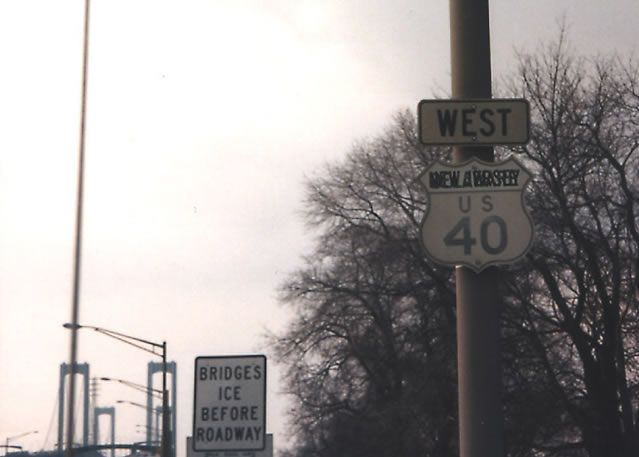 WEST
US
40
BRIDGES
ICE
BEFORE
ROADWAY